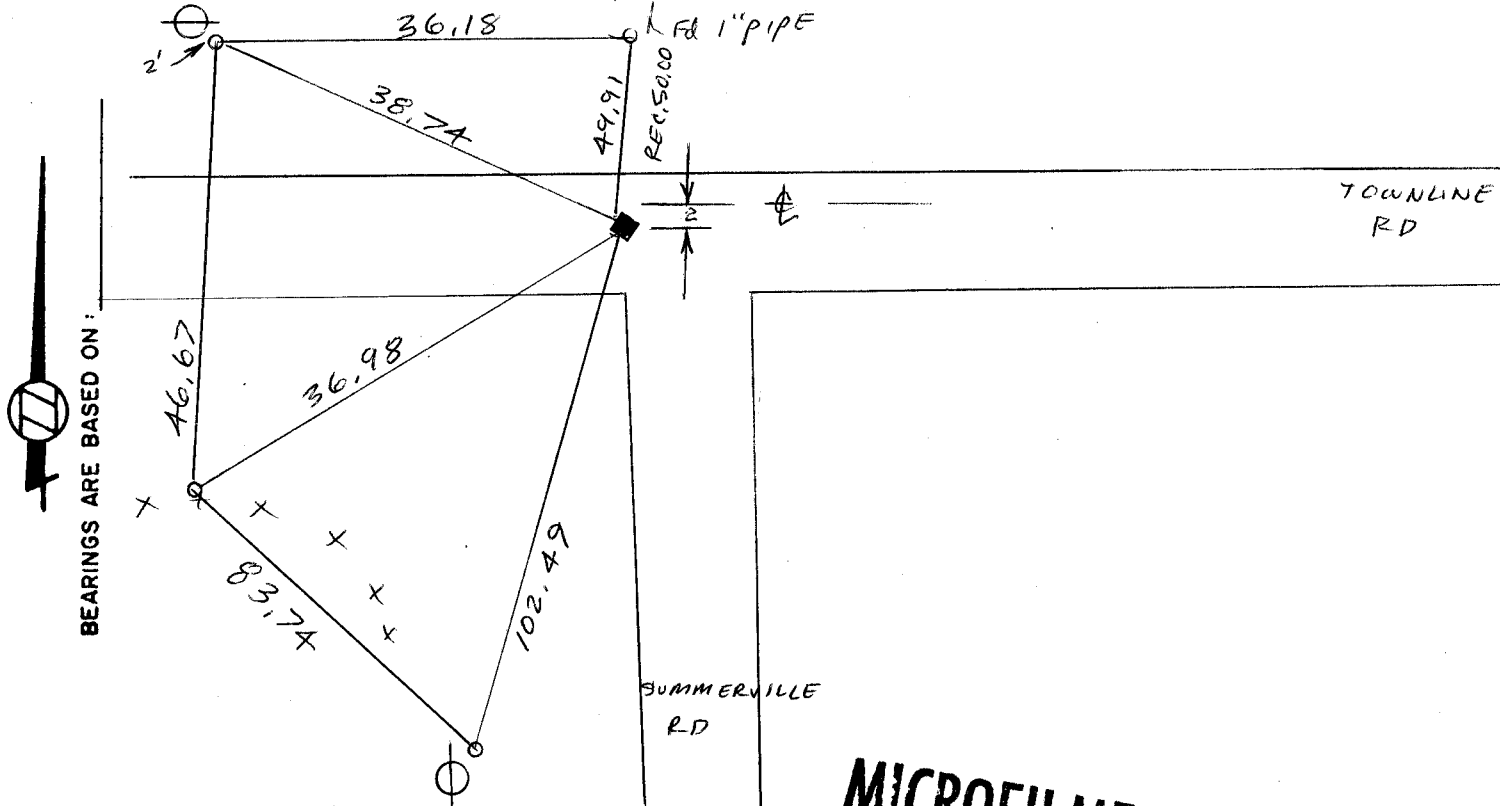 36.18
Fd 1" PIPE
2'
38.74
49.91
REC. 50.00
2
℄
TOWNLINE
RD
BEARINGS ARE BASED ON:
46.67
36.98
83.74
102.49
SUMMERVILLE
RD